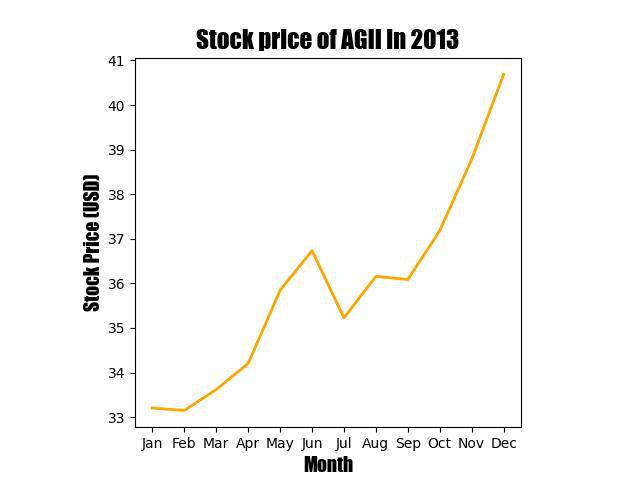 Stock price of AGII in 2013
41
40
39
38
37
36
35
34
33
Stock Price (USD)
Jan Feb Mar Apr May Jun Jul Aug Sep Oct Nov Dec
Month